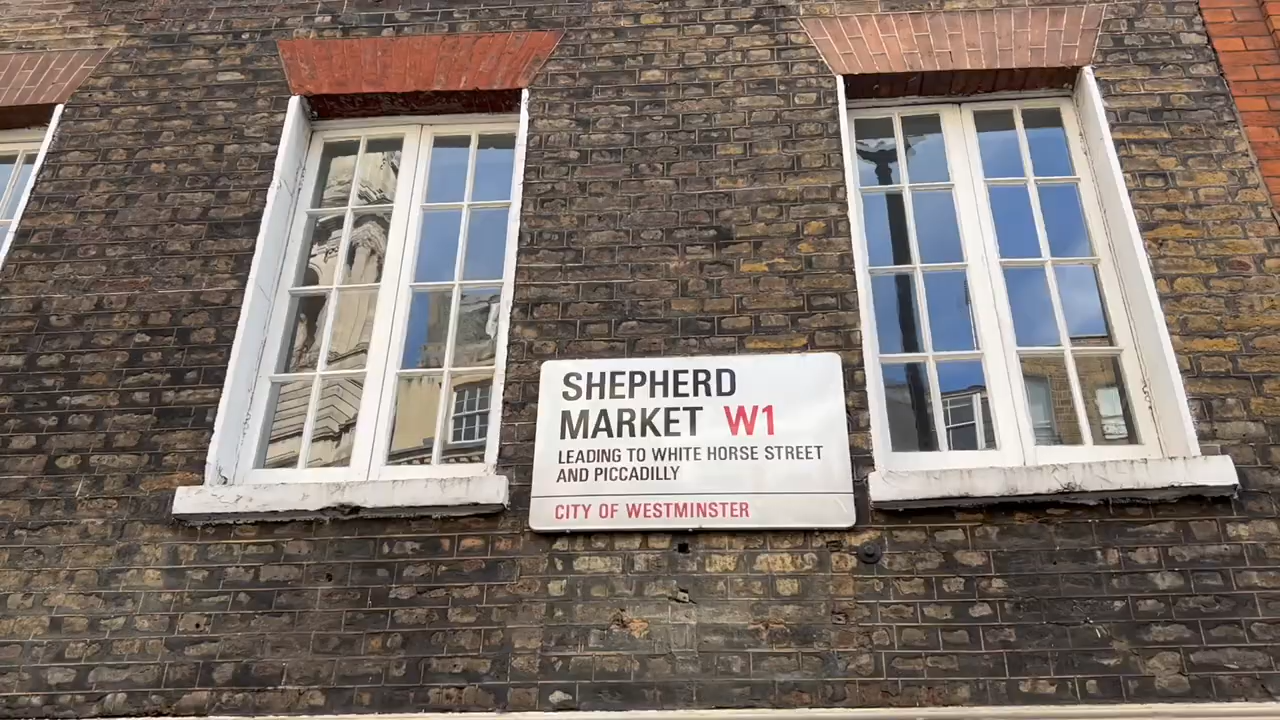 SHEPHERD
MARKET W1
LEADING TO WHITE HORSE STREET
AND PICCADILLY
CITY OF WESTMINSTER